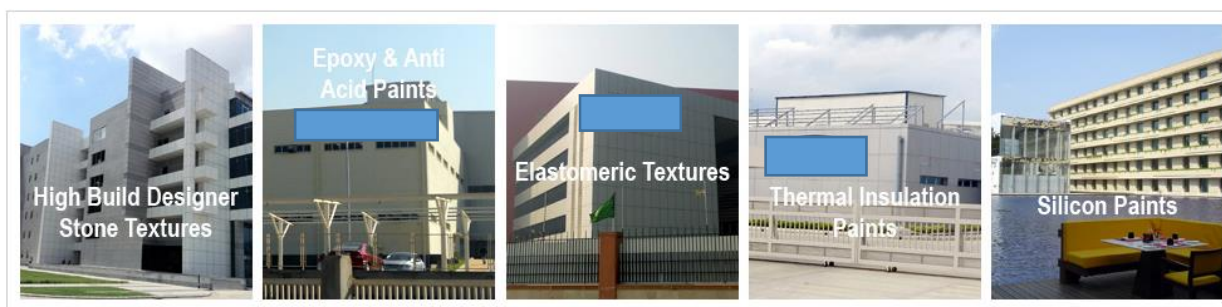 High Build Designer
Stone Textures
Epoxy & Anti
Acid Paints
Elastomeric Textures
Thermal Insulation
Paints
Silicon Paints